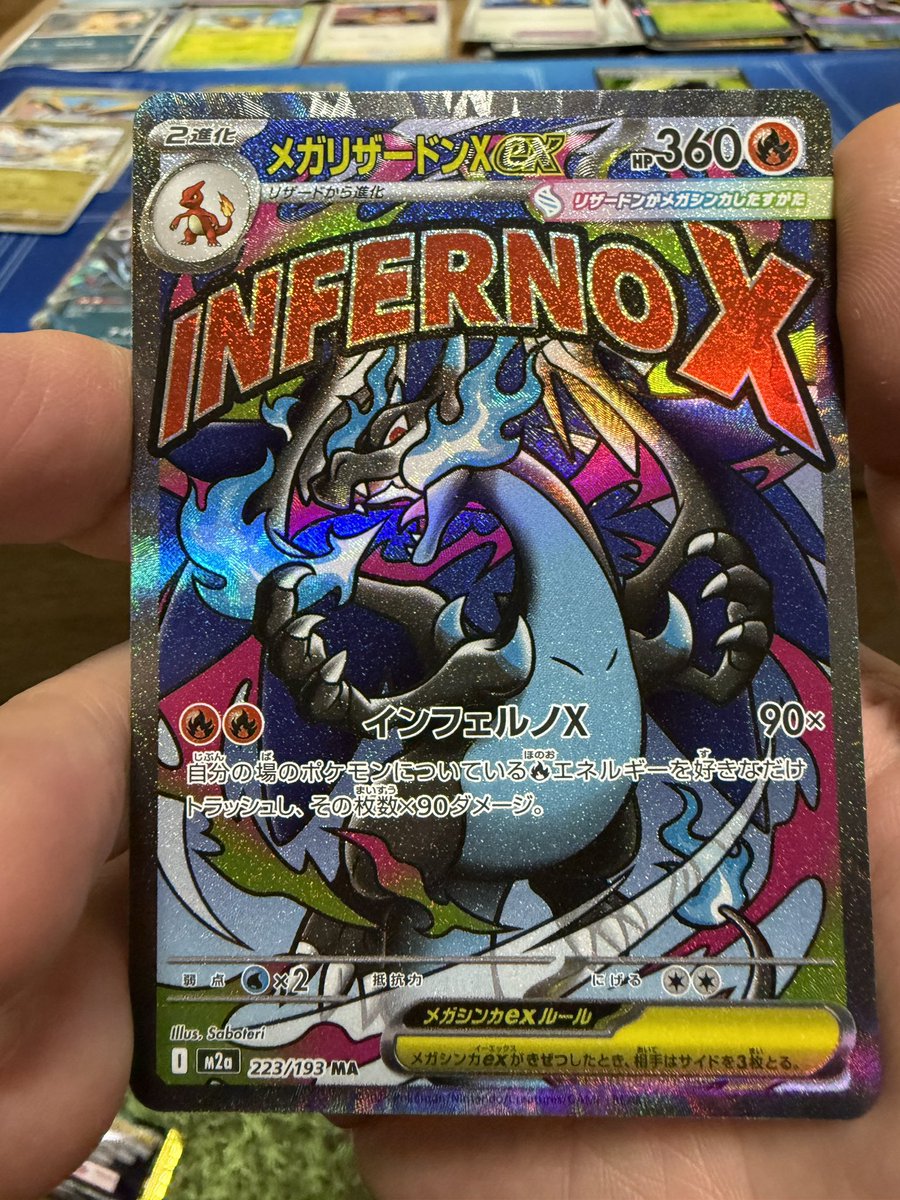 2進化
メガリザードンXex
HP360
リザードから進化
リザードンがメガシンカしたすがた
INFERNO X
インフェルノX 90×
自分の場のポケモンについているエネルギーを好きなだけ
トラッシュし、その枚数×90ダメージ。
弱点 ×2 抵抗力 にげる
メガシンカexルール
メガシンカexがきぜつしたとき、相手はサイドを3枚とる。
Illus. Saboteri
I m2a 223/193 MA